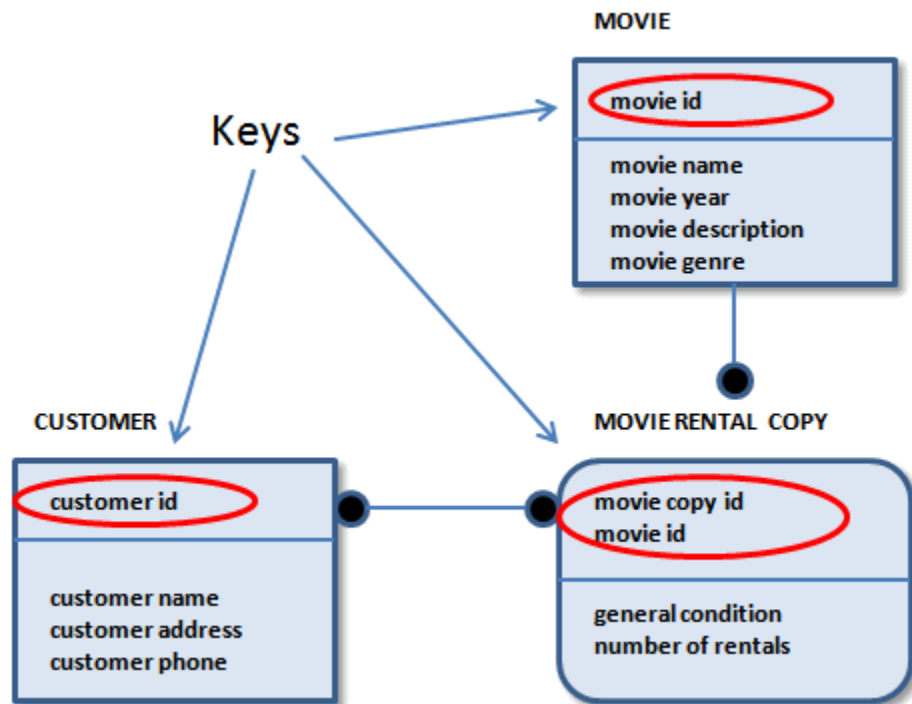 MOVIE
movie id
Keys
movie name
movie year
movie description
movie genre
CUSTOMER
MOVIE RENTAL COPY
customer id
movie copy id
movie id
customer name
customer address
customer phone
general condition
number of rentals